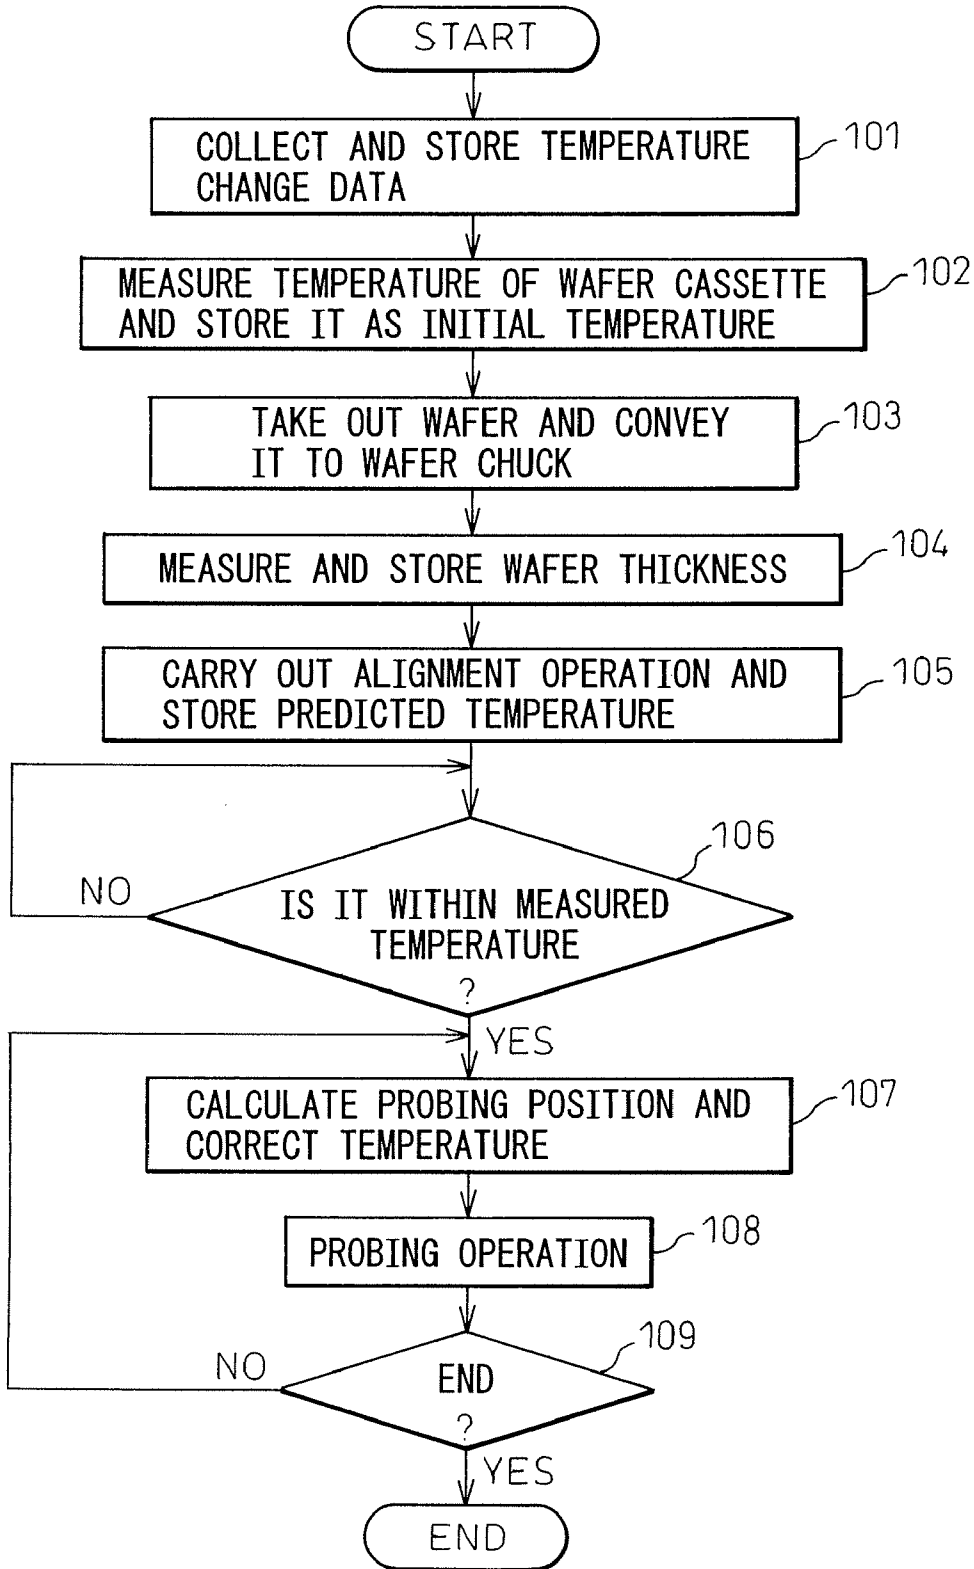 START
COLLECT AND STORE TEMPERATURE
CHANGE DATA
101
MEASURE TEMPERATURE OF WAFER CASSETTE
AND STORE IT AS INITIAL TEMPERATURE
102
TAKE OUT WAFER AND CONVEY
IT TO WAFER CHUCK
103
MEASURE AND STORE WAFER THICKNESS
104
CARRY OUT ALIGNMENT OPERATION AND
STORE PREDICTED TEMPERATURE
105
IS IT WITHIN MEASURED
TEMPERATURE
?
106
NO
YES
CALCULATE PROBING POSITION AND
CORRECT TEMPERATURE
107
PROBING OPERATION
108
END
?
109
NO
YES
END